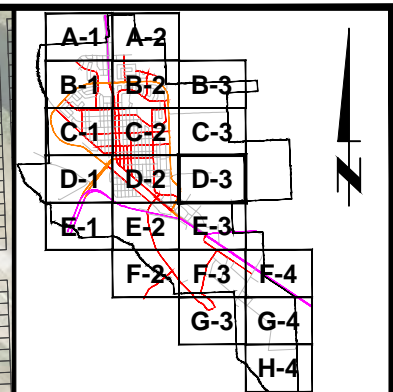 A-1 A-2
B-1 B-2 B-3
C-1 C-2 C-3
D-1 D-2 D-3
E-1 E-2 E-3
F-2 F-3 F-4
G-3 G-4
H-4
N